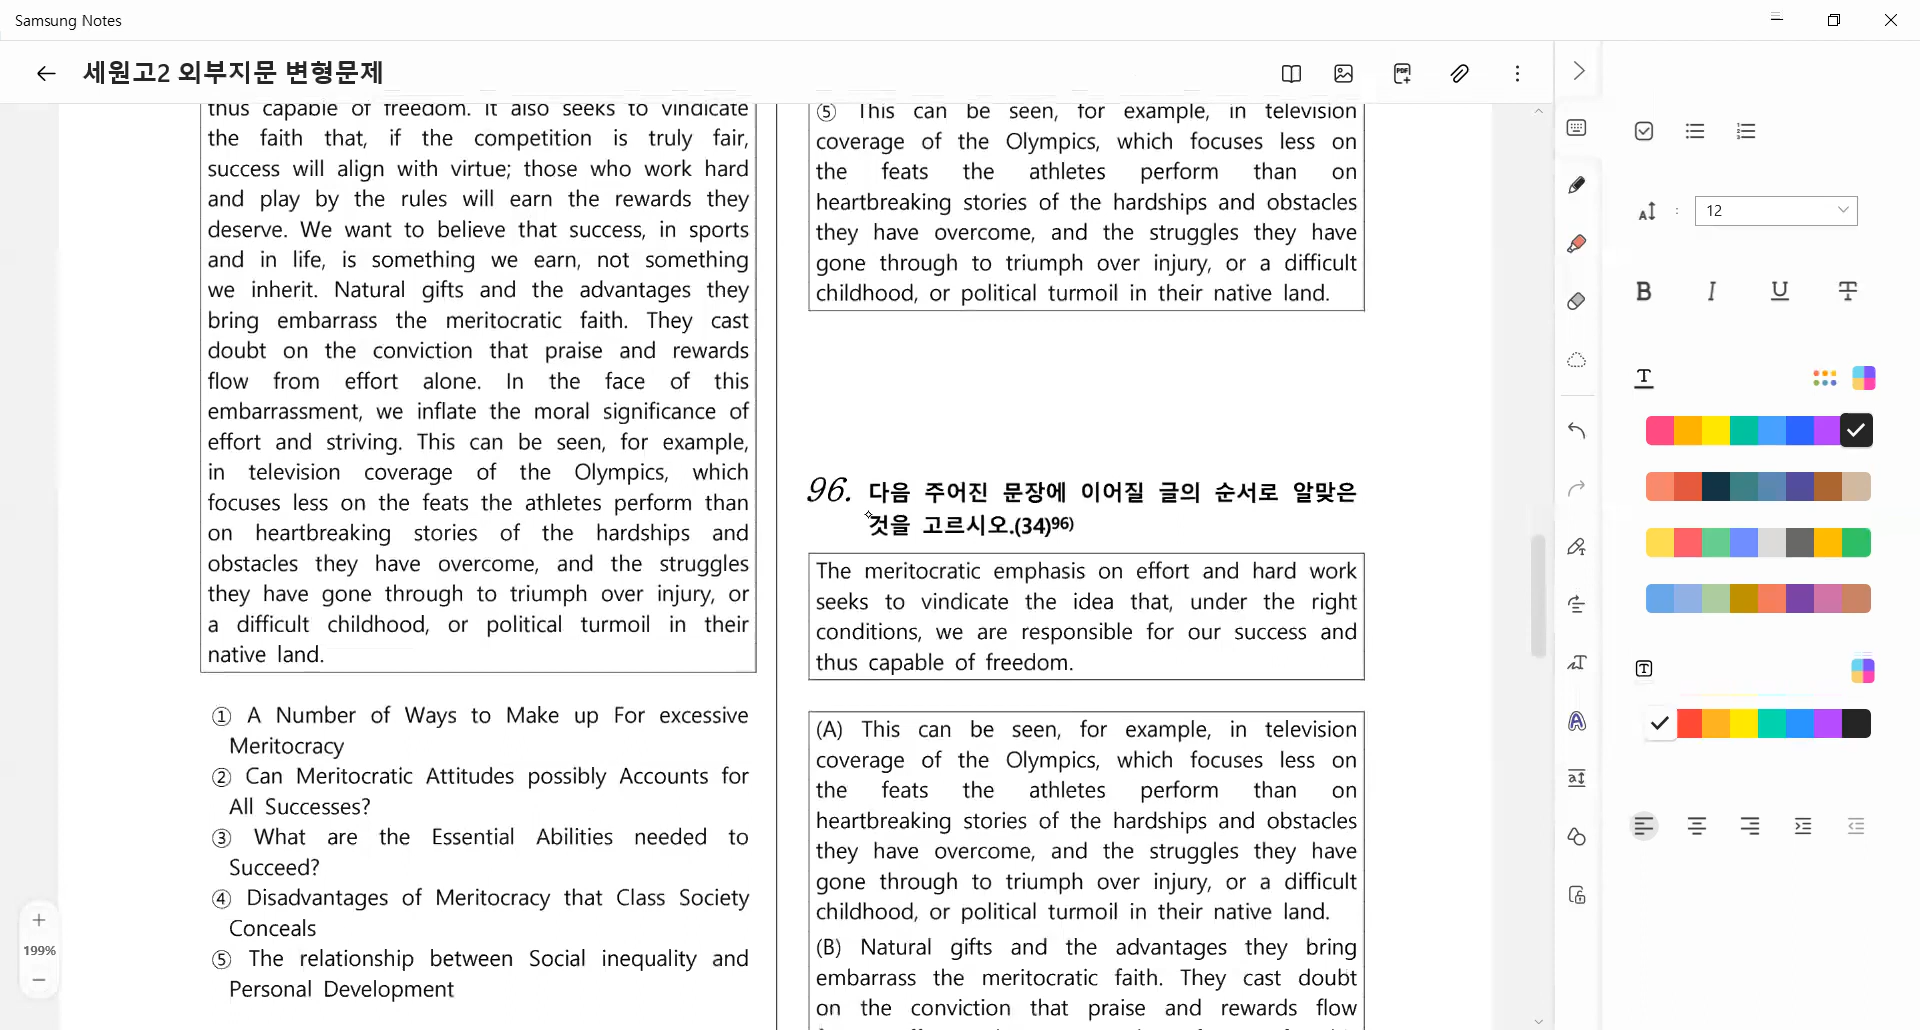 Samsung Notes
세원고2 외부지문 변형문제
thus capable of freedom. It also seeks to vindicate
the faith that, if the competition is truly fair,
success will align with virtue; those who work hard
and play by the rules will earn the rewards they
deserve. We want to believe that success, in sports
and in life, is something we earn, not something
we inherit. Natural gifts and the advantages they
bring embarrass the meritocratic faith. They cast
doubt on the conviction that praise and rewards
flow from effort alone. In the face of this
embarrassment, we inflate the moral significance of
effort and striving. This can be seen, for example,
in television coverage of the Olympics, which
focuses less on the feats the athletes perform than
on heartbreaking stories of the hardships and
obstacles they have overcome, and the struggles
they have gone through to triumph over injury, or
a difficult childhood, or political turmoil in their
native land.
① A Number of Ways to Make up For excessive
Meritocracy
② Can Meritocratic Attitudes possibly Accounts for
All Successes?
③ What are the Essential Abilities needed to
Succeed?
④ Disadvantages of Meritocracy that Class Society
Conceals
⑤ The relationship between Social inequality and
Personal Development
⑤ This can be seen, for example, in television
coverage of the Olympics, which focuses less on
the feats the athletes perform than on
heartbreaking stories of the hardships and obstacles
they have overcome, and the struggles they have
gone through to triumph over injury, or a difficult
childhood, or political turmoil in their native land.
96. 다음 주어진 문장에 이어질 글의 순서로 알맞은
것을 고르시오.(34)96)
The meritocratic emphasis on effort and hard work
seeks to vindicate the idea that, under the right
conditions, we are responsible for our success and
thus capable of freedom.
(A) This can be seen, for example, in television
coverage of the Olympics, which focuses less on
the feats the athletes perform than on
heartbreaking stories of the hardships and obstacles
they have overcome, and the struggles they have
gone through to triumph over injury, or a difficult
childhood, or political turmoil in their native land.
(B) Natural gifts and the advantages they bring
embarrass the meritocratic faith. They cast doubt
on the conviction that praise and rewards flow
12
199%